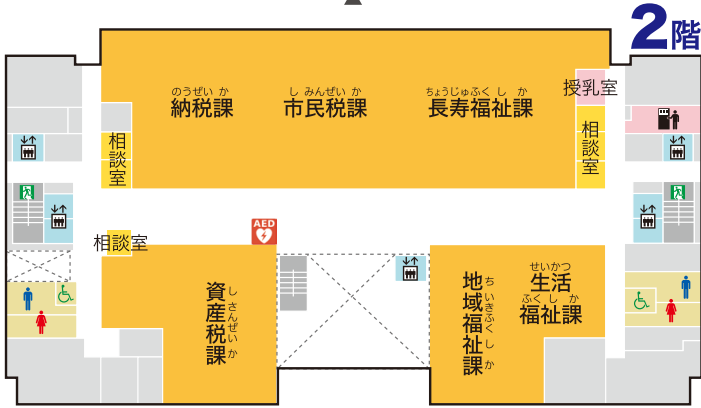 2階
のうぜいか
納税課
しみんぜいか
市民税課
ちょうじゅふくしか
長寿福祉課
授乳室
相談室
相談室
相談室
AED
しさんぜいか
資産税課
ちいきふくしか
地域福祉課
せいかつ
生活
ふくしか
福祉課